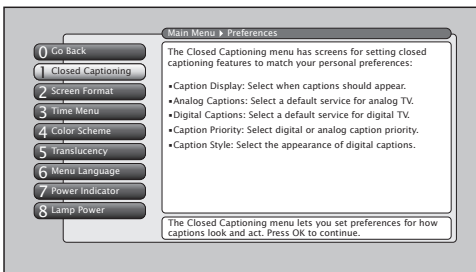 Main Menu ▸ Preferences
0 Go Back
1 Closed Captioning
2 Screen Format
3 Time Menu
4 Color Scheme
5 Translucency
6 Menu Language
7 Power Indicator
8 Lamp Power
The Closed Captioning menu has screens for setting closed
captioning features to match your personal preferences:
▪Caption Display: Select when captions should appear.
▪Analog Captions: Select a default service for analog TV.
▪Digital Captions: Select a default service for digital TV.
▪Caption Priority: Select digital or analog caption priority.
▪Caption Style: Select the appearance of digital captions.
The Closed Captioning menu lets you set preferences for how
captions look and act. Press OK to continue.